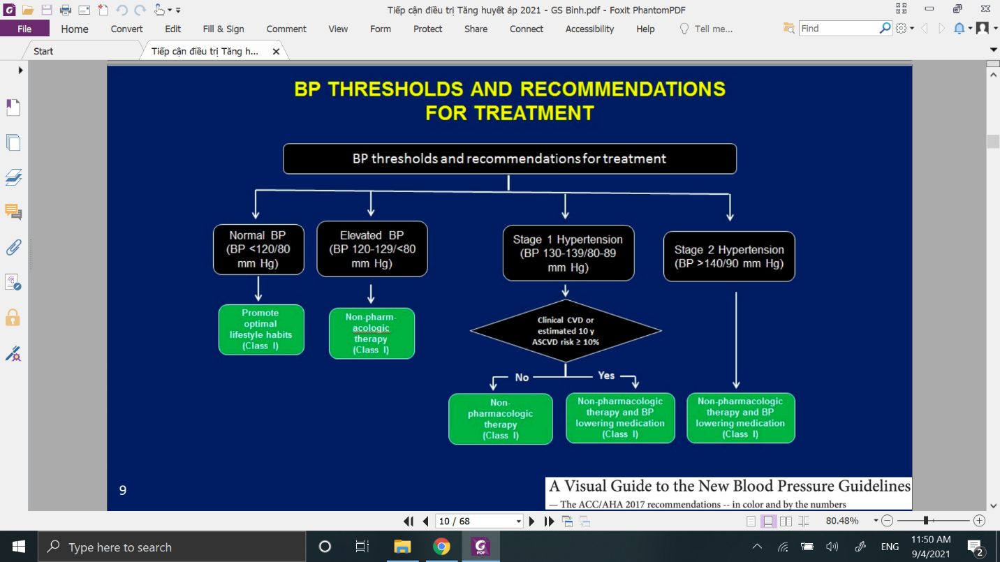 Tiếp cận điều trị Tăng huyết áp 2021 - GS Binh.pdf - Foxit PhantomPDF
File Home Convert Edit Fill & Sign Comment View Form Protect Share Connect Accessibility Help Tell me... Find
Start Tiếp cận điều trị Tăng h...
BP THRESHOLDS AND RECOMMENDATIONS
FOR TREATMENT
BP thresholds and recommendations for treatment
Normal BP
(BP <120/80
mm Hg)
Elevated BP
(BP 120-129/<80
mm Hg)
Stage 1 Hypertension
(BP 130-139/80-89
mm Hg)
Stage 2 Hypertension
(BP >140/90 mm Hg)
Promote
optimal
lifestyle habits
(Class I)
Non-pharm-
acologic
therapy
(Class I)
Clinical CVD or
estimated 10 y
ASCVD risk ≥ 10%
No
Yes
Non-
pharmacologic
therapy
(Class I)
Non-pharmacologic
therapy and BP
lowering medication
(Class I)
Non-pharmacologic
therapy and BP
lowering medication
(Class I)
9
A Visual Guide to the New Blood Pressure Guidelines
— The ACC/AHA 2017 recommendations -- in color and by the numbers
10 / 68
80.48%
Type here to search
ENG
11:50 AM
9/4/2021
2